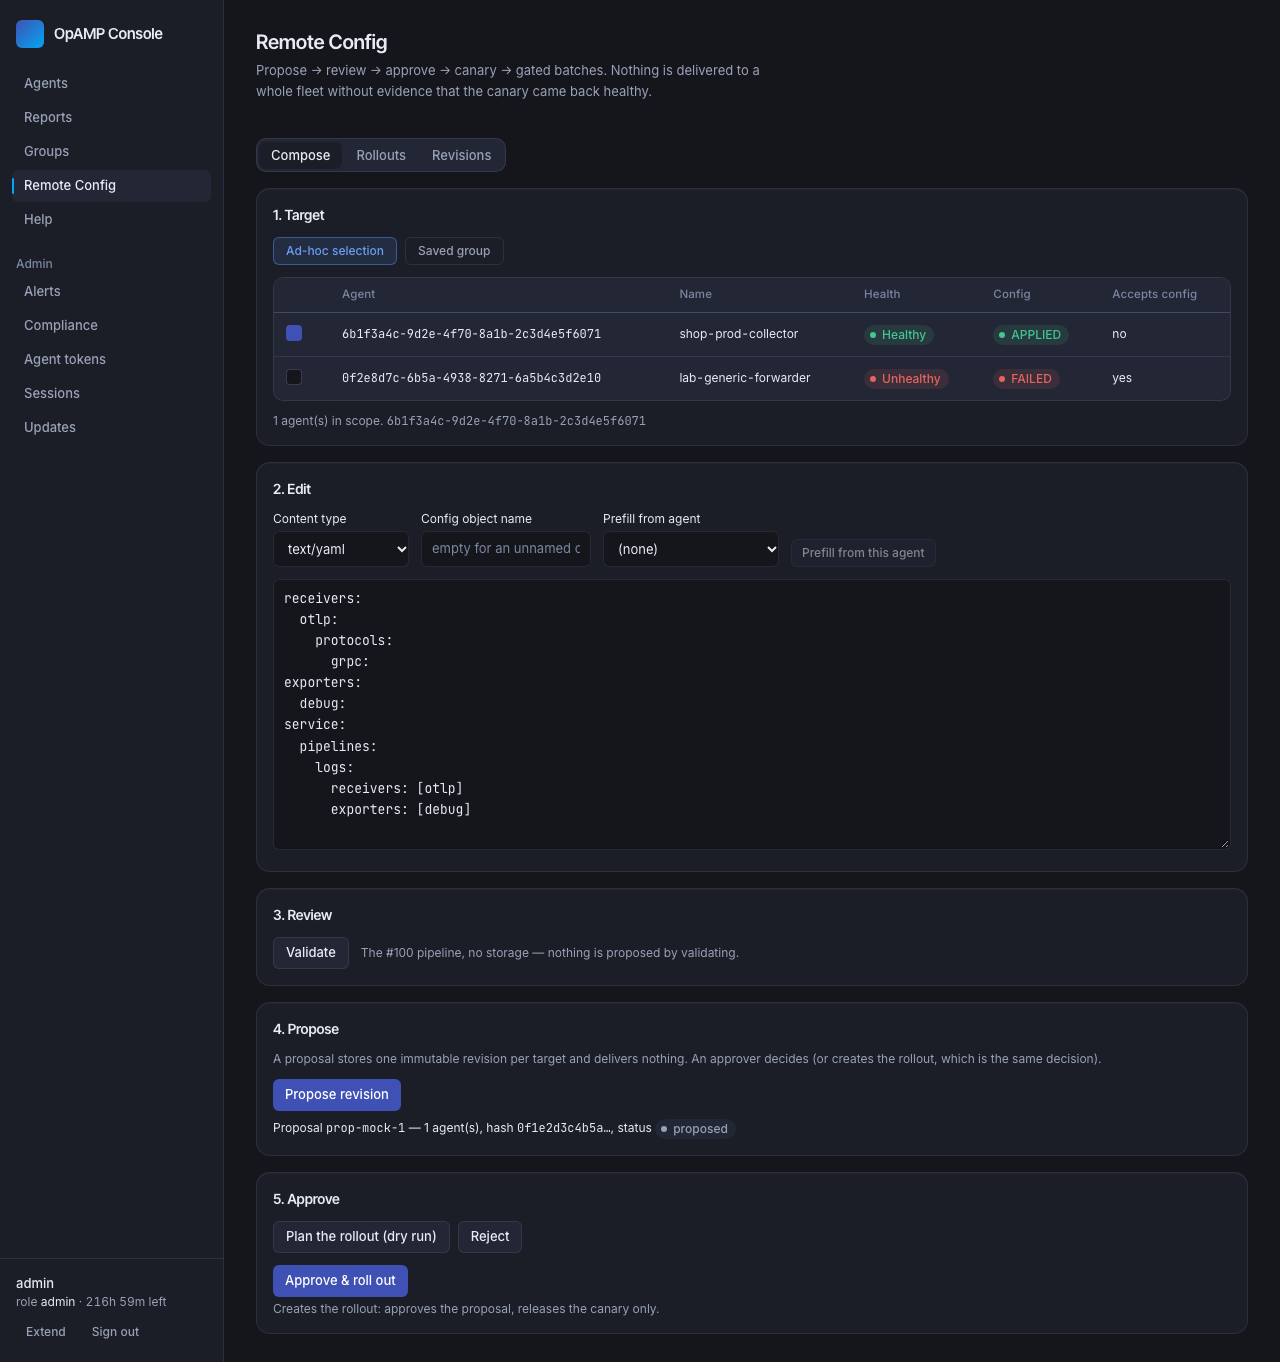 OpAMP Console
Agents
Reports
Groups
Remote Config
Help
Admin
Alerts
Compliance
Agent tokens
Sessions
Updates
admin
role admin · 216h 59m left
Extend Sign out
Remote Config
Propose → review → approve → canary → gated batches. Nothing is delivered to a
whole fleet without evidence that the canary came back healthy.
Compose Rollouts Revisions
1. Target
Ad-hoc selection Saved group
Agent Name Health Config Accepts config
6b1f3a4c-9d2e-4f70-8a1b-2c3d4e5f6071 shop-prod-collector Healthy APPLIED no
0f2e8d7c-6b5a-4938-8271-6a5b4c3d2e10 lab-generic-forwarder Unhealthy FAILED yes
1 agent(s) in scope. 6b1f3a4c-9d2e-4f70-8a1b-2c3d4e5f6071
2. Edit
Content type Config object name Prefill from agent
text/yaml empty for an unnamed c (none) Prefill from this agent
receivers:
  otlp:
    protocols:
      grpc:
exporters:
  debug:
service:
  pipelines:
    logs:
      receivers: [otlp]
      exporters: [debug]
3. Review
Validate The #100 pipeline, no storage — nothing is proposed by validating.
4. Propose
A proposal stores one immutable revision per target and delivers nothing. An approver decides (or creates the rollout, which is the same decision).
Propose revision
Proposal prop-mock-1 — 1 agent(s), hash 0f1e2d3c4b5a…, status proposed
5. Approve
Plan the rollout (dry run) Reject
Approve & roll out
Creates the rollout: approves the proposal, releases the canary only.